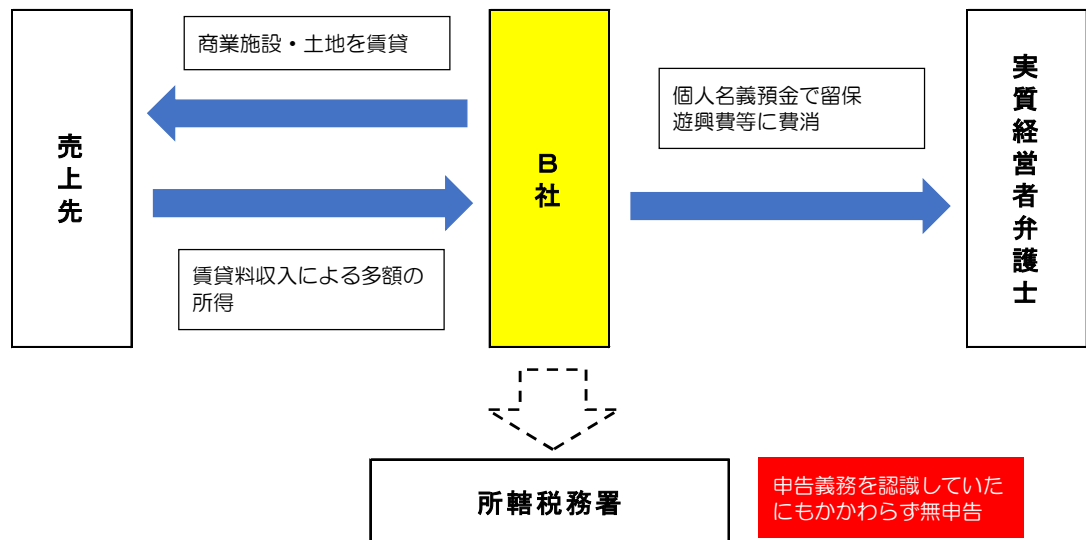 商業施設・土地を賃貸
売上先
賃貸料収入による多額の
所得
B社
個人名義預金で留保
遊興費等に費消
実質経営者弁護士
所轄税務署
申告義務を認識していた
にもかかわらず無申告